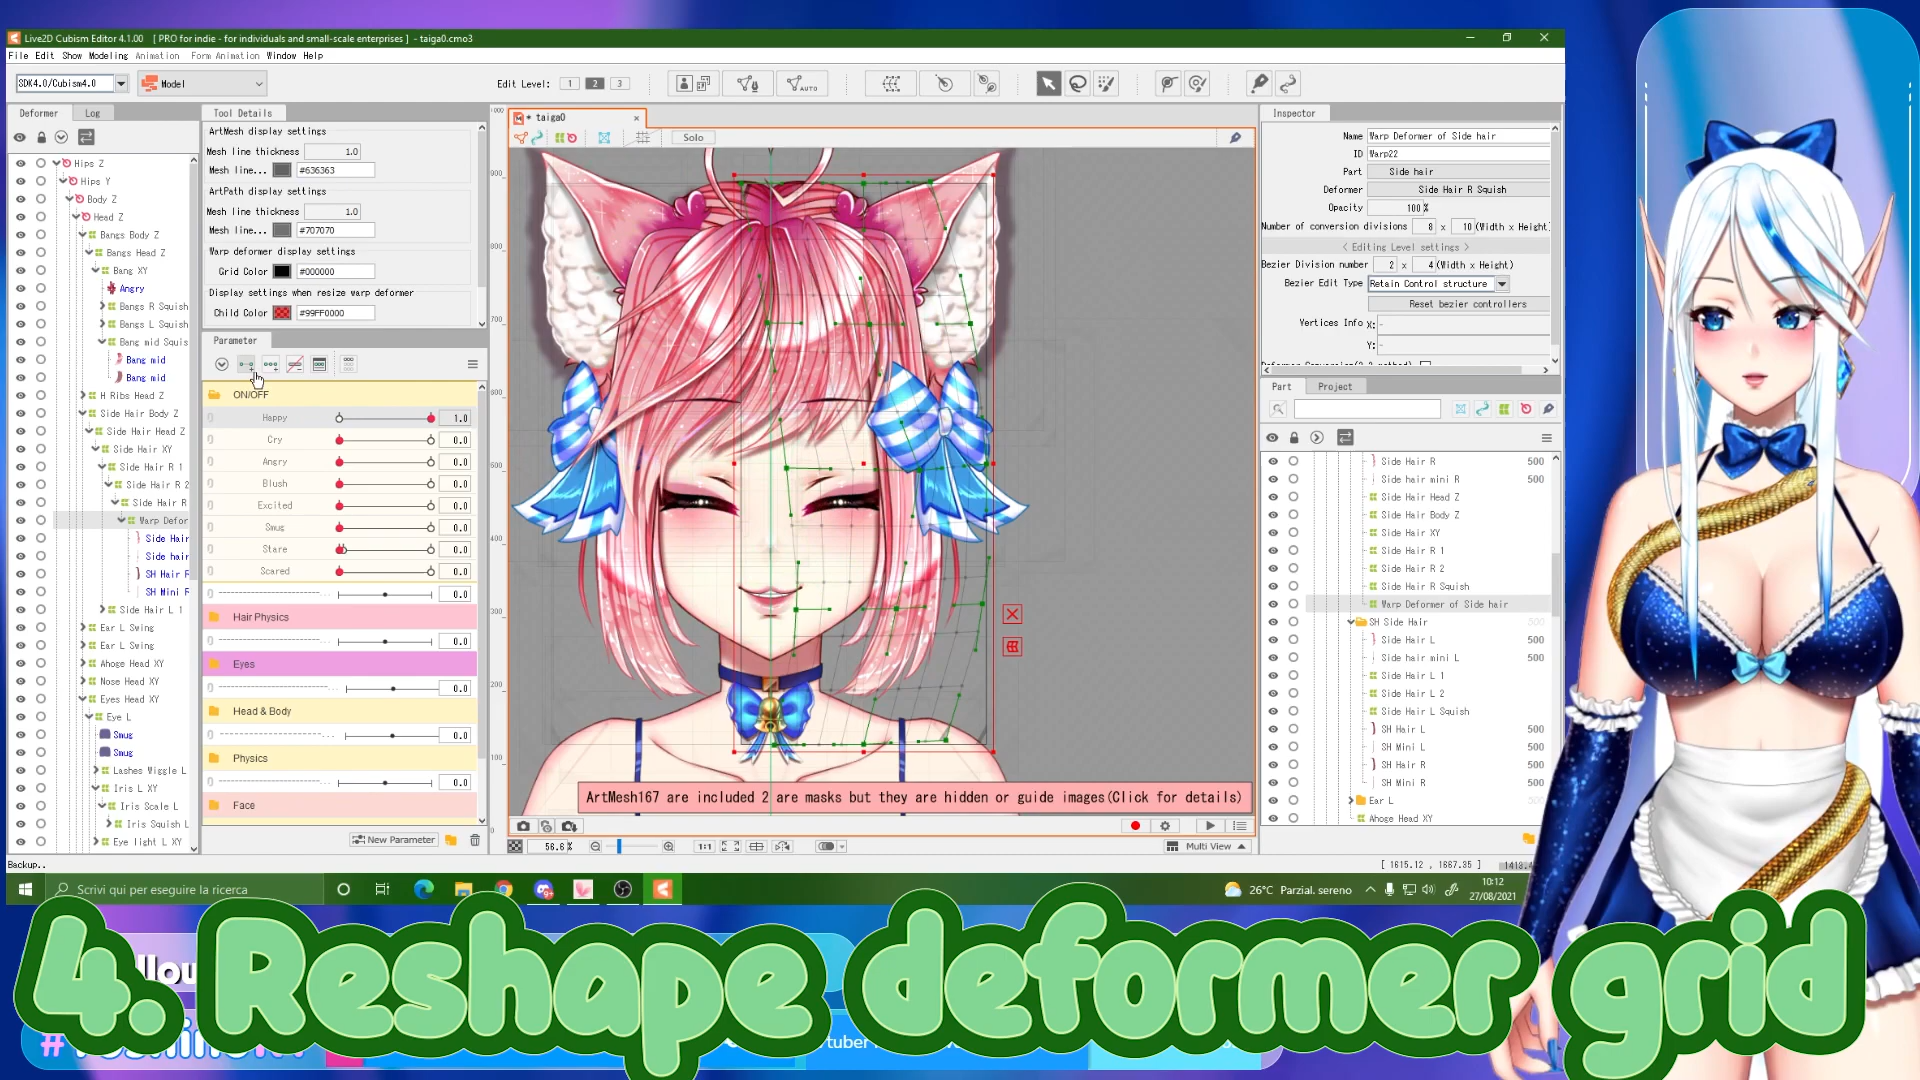 Live2D Cubism Editor 4.1.00 [ PRO for indie - for individuals and small-scale enterprises ] - taiga0.cmo3
File Edit Show Modeling Animation Form Animation Window Help
SDK4.0/Cubism4.0
Model
Edit Level: 1 2 3
AUTO
Deformer
Log
Hips Z
Hips Y
Body Z
Head Z
Bangs Body Z
Bangs Head Z
Bang XY
Angry
Bangs R Squish
Bangs L Squish
Bang mid Squis
Bang mid
Bang mid
H Ribs Head Z
Side Hair Body Z
Side Hair Head Z
Side Hair XY
Side Hair R 1
Side Hair R 2
Side Hair R
Warp Defor
Side Hair
Side hair
SH Hair R
SH Mini R
Side Hair L 1
Ear L Swing
Ear L Swing
Ahoge Head XY
Nose Head XY
Eyes Head XY
Eye L
Smug
Smug
Lashes Wiggle L
Iris L XY
Iris Scale L
Iris Squish L
Eye light L XY
Backup..
Tool Details
ArtMesh display settings
Mesh line thickness 1.0
Mesh line... #636363
ArtPath display settings
Mesh line thickness 1.0
Mesh line... #707070
Warp deformer display settings
Grid Color #000000
Display settings when resize warp deformer
Child Color #99FF0000
Parameter
ON/OFF
Happy 1.0
Cry 0.0
Angry 0.0
Blush 0.0
Excited 0.0
Smug 0.0
Stare 0.0
Scared 0.0
0.0
Hair Physics
0.0
Eyes
0.0
Head & Body
0.0
Physics
0.0
Face
New Parameter
* taiga0
Solo
900
800
700
600
500
400
300
200
100
0
ArtMesh167 are included 2 are masks but they are hidden or guide images(Click for details)
56.6%
1:1
Multi View
Inspector
Name Warp Deformer of Side hair
ID Warp22
Part Side hair
Deformer Side Hair R Squish
Opacity 100%
Number of conversion divisions 8 x 10 (Width x Height)
< Editing Level settings >
Bezier Division number 2 x 4 (Width x Height)
Bezier Edit Type Retain Control structure
Reset bezier controllers
Vertices Info X: -
Y: -
Part
Project
Side Hair R 500
Side hair mini R 500
Side Hair Head Z
Side Hair Body Z
Side Hair XY
Side Hair R 1
Side Hair R 2
Side Hair R Squish
Warp Deformer of Side hair
SH Side Hair 500
Side Hair L 500
Side hair mini L 500
Side Hair L 1
Side Hair L 2
Side Hair L Squish
SH Hair L 500
SH Mini L 500
SH Hair R 500
SH Mini R 500
Ear L
Ahoge Head XY
[ 1615.12 , 1667.35 ]
Scrivi qui per eseguire la ricerca
26°C Parzial. sereno
10:12
27/08/2021
4. Reshape deformer grid
tuber